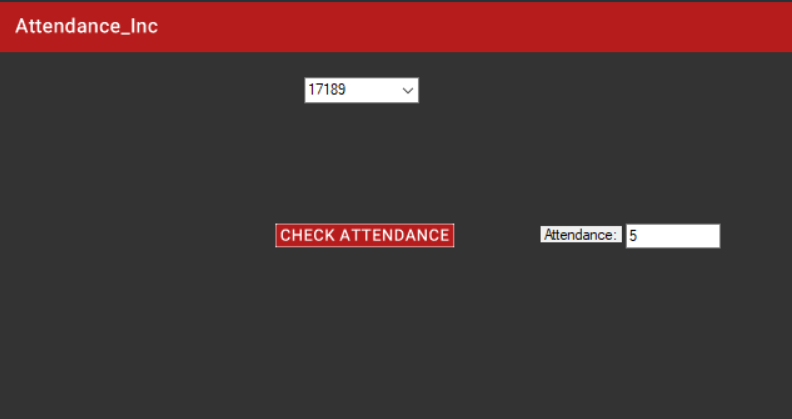 Attendance_Inc
17189
CHECK ATTENDANCE
Attendance: 5